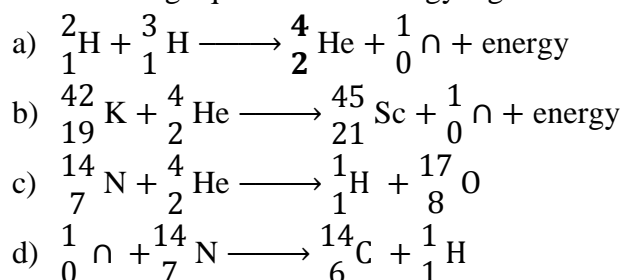 a) ²₁H + ³₁H ⟶ ⁴₂He + ¹₀∩ + energy
b) ⁴²₁₉K + ⁴₂He ⟶ ⁴⁵₂₁Sc + ¹₀∩ + energy
c) ¹⁴₇N + ⁴₂He ⟶ ¹₁H + ¹⁷₈O
d) ¹₀∩ + ¹⁴₇N ⟶ ¹⁴₆C + ¹₁H